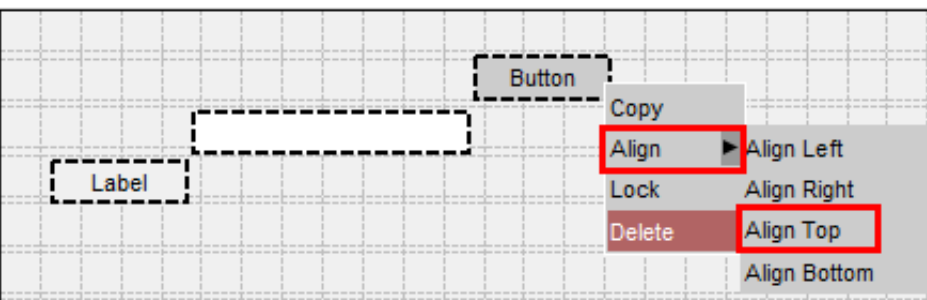 Button
Copy
Align
Align Left
Label
Lock
Align Right
Delete
Align Top
Align Bottom